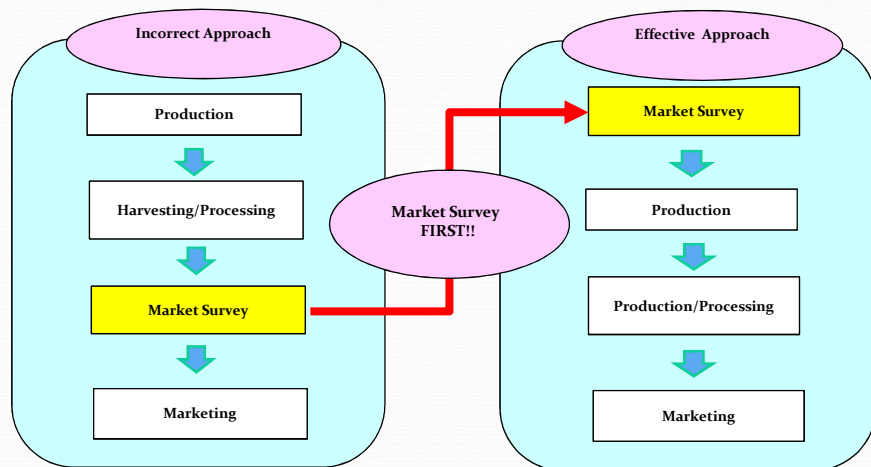 Incorrect Approach
Production
Harvesting/Processing
Market Survey
Marketing
Market Survey
FIRST!!
Effective Approach
Market Survey
Production
Production/Processing
Marketing